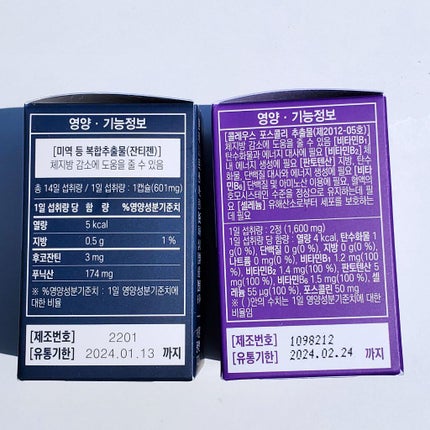 영양 · 기능정보
[미역 등 복합추출물(잔티젠)]
체지방 감소에 도움을 줄 수 있음
총 14일 섭취량 / 1일 섭취량 : 1캡슐(601mg)
1일 섭취량 당 함 량 %영양성분기준치
열량 5 kcal
지방 0.5 g 1 %
후코잔틴 3 mg
푸닉산 174 mg
※ %영양성분기준치 : 1일 영양성분기준치에
대한 비율
[제조번호] 2201
[유통기한] 2024.01.13 까지
영양 · 기능정보
[콜레우스 포스콜리 추출물(제2012-05호)]
체지방 감소에 도움을 줄 수 있음 [비타민B₁]
탄수화물과 에너지 대사에 필요 [비타민B₂] 체
내 에너지 생성에 필요 [판토텐산] 지방, 탄수
화물, 단백질 대사와 에너지 생성에 필요 [비타
민B₆] 단백질 및 아미노산 이용에 필요, 혈액의
호모시스테인 수준을 정상으로 유지하는데 필
요 [셀레늄] 유해산소로부터 세포를 보호하는
데 필요
1일 섭취량 : 2정 (1,600 mg)
1일 섭취량 당 함량 : 열량 4 kcal, 탄수화물 1
g(0 %), 단백질 0 g(0 %), 지방 0 g(0 %),
나트륨 0 mg(0 %), 비타민B₁ 1.2 mg(100
%), 비타민B₂ 1.4 mg(100 %), 판토텐산 5
mg(100 %), 비타민B₆ 1.5 mg(100 %), 셀
레늄 55 μg(100 %), 포스콜린 50 mg
※ ( )안의 수치는 1일 영양성분기준치에 대한
비율임
[제조번호] 1098212
[유통기한] 2024.02.24 까지